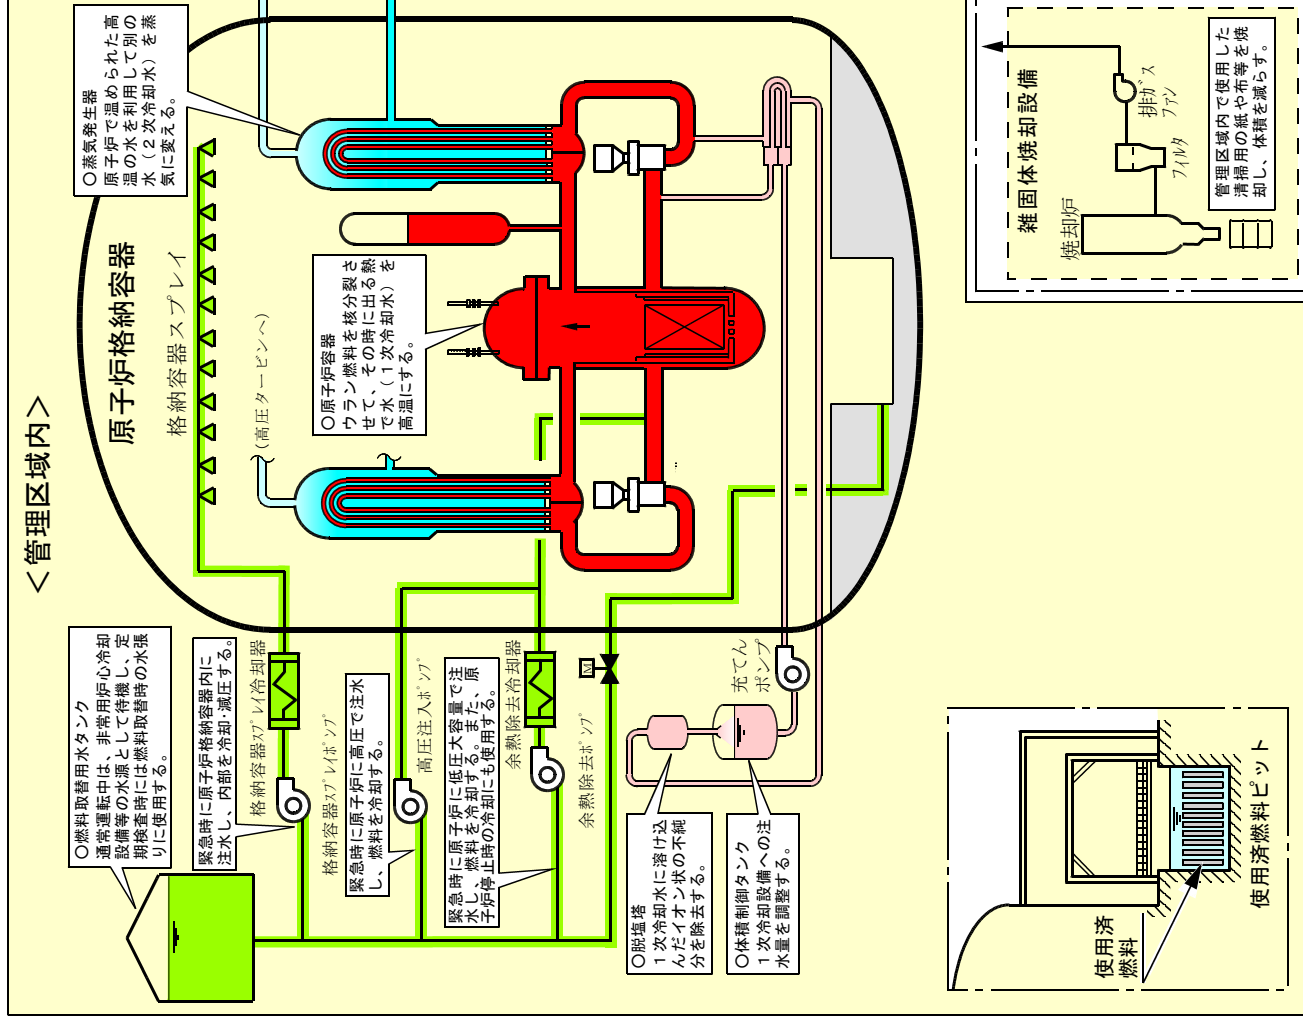 ＜管理区域内＞
○燃料取替用水タンク
通常運転中は、非常用炉心冷却
設備等の水源として待機し、定
期検査時には燃料取替時の水張
りに使用する。
緊急時に原子炉格納容器内に
注水し、内部を冷却･減圧する。
格納容器ｽﾌﾟﾚｲ冷却器
格納容器ｽﾌﾟﾚｲﾎﾟﾝﾌﾟ
緊急時に原子炉に高圧で注水
し、燃料を冷却する。
高圧注入ﾎﾟﾝﾌﾟ
緊急時に原子炉に低圧大容量で注
水し、燃料を冷却する。また、原
子炉停止時の冷却にも使用する。
余熱除去冷却器
余熱除去ﾎﾟﾝﾌﾟ
M
○脱塩塔
１次冷却水に溶け込
んだイオン状の不純
分を除去する。
○体積制御タンク
１次冷却設備への注
水量を調整する。
充てん
ポンプ
原子炉格納容器
格納容器スプレイ
(高圧タービンへ)
○蒸気発生器
原子炉で温められた高
温の水を利用して別の
水（２次冷却水）を蒸
気に変える。
○原子炉容器
ウラン燃料を核分裂さ
せて、その時に出る熱
で水（１次冷却水）を
高温にする。
雑固体焼却設備
焼却炉
フィルタ
排ｶﾞｽ
ファン
管理区域内で使用した
清掃用の紙や布等を焼
却し、体積を減らす。
使用済
燃料
使用済燃料ピット